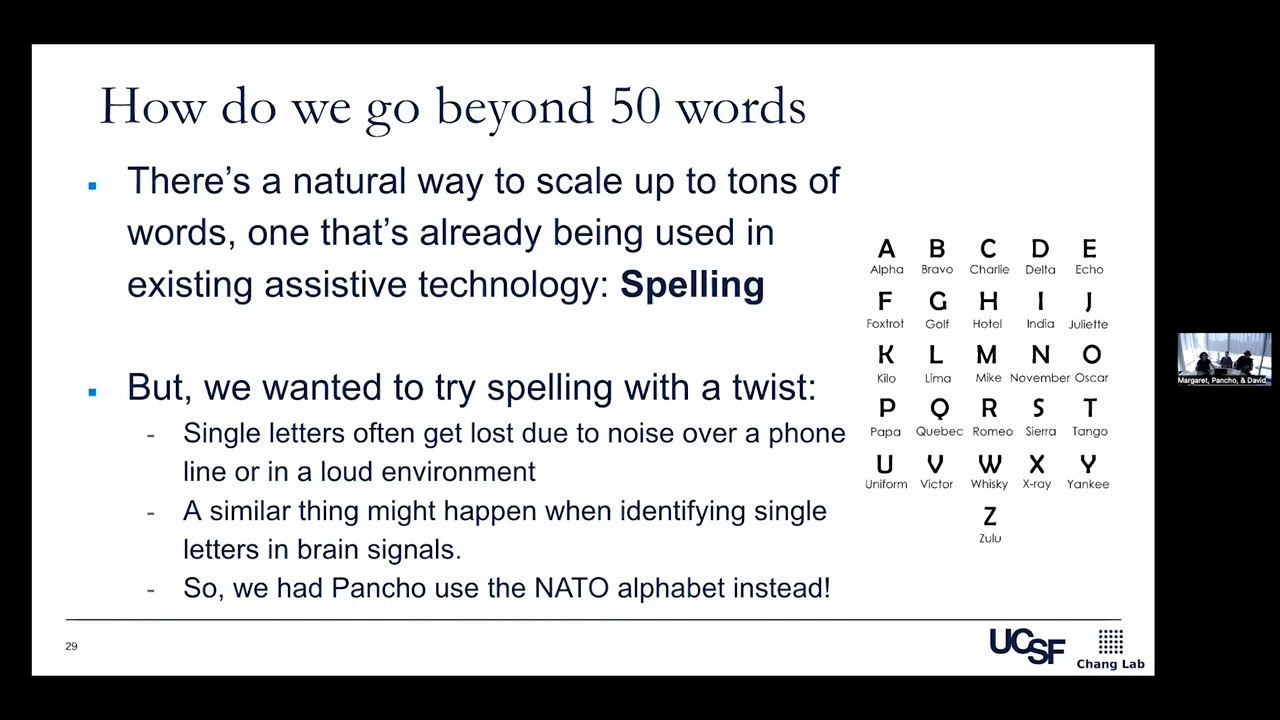 How do we go beyond 50 words
▪ There’s a natural way to scale up to tons of
words, one that’s already being used in
existing assistive technology: Spelling
▪ But, we wanted to try spelling with a twist:
- Single letters often get lost due to noise over a phone
line or in a loud environment
- A similar thing might happen when identifying single
letters in brain signals.
- So, we had Pancho use the NATO alphabet instead!
A B C D E
Alpha Bravo Charlie Delta Echo
F G H I J
Foxtrot Golf Hotel India Juliette
K L M N O
Kilo Lima Mike November Oscar
P Q R S T
Papa Quebec Romeo Sierra Tango
U V W X Y
Uniform Victor Whisky X-ray Yankee
Z
Zulu
Margaret, Pancho, & David
29
UCSF
Chang Lab